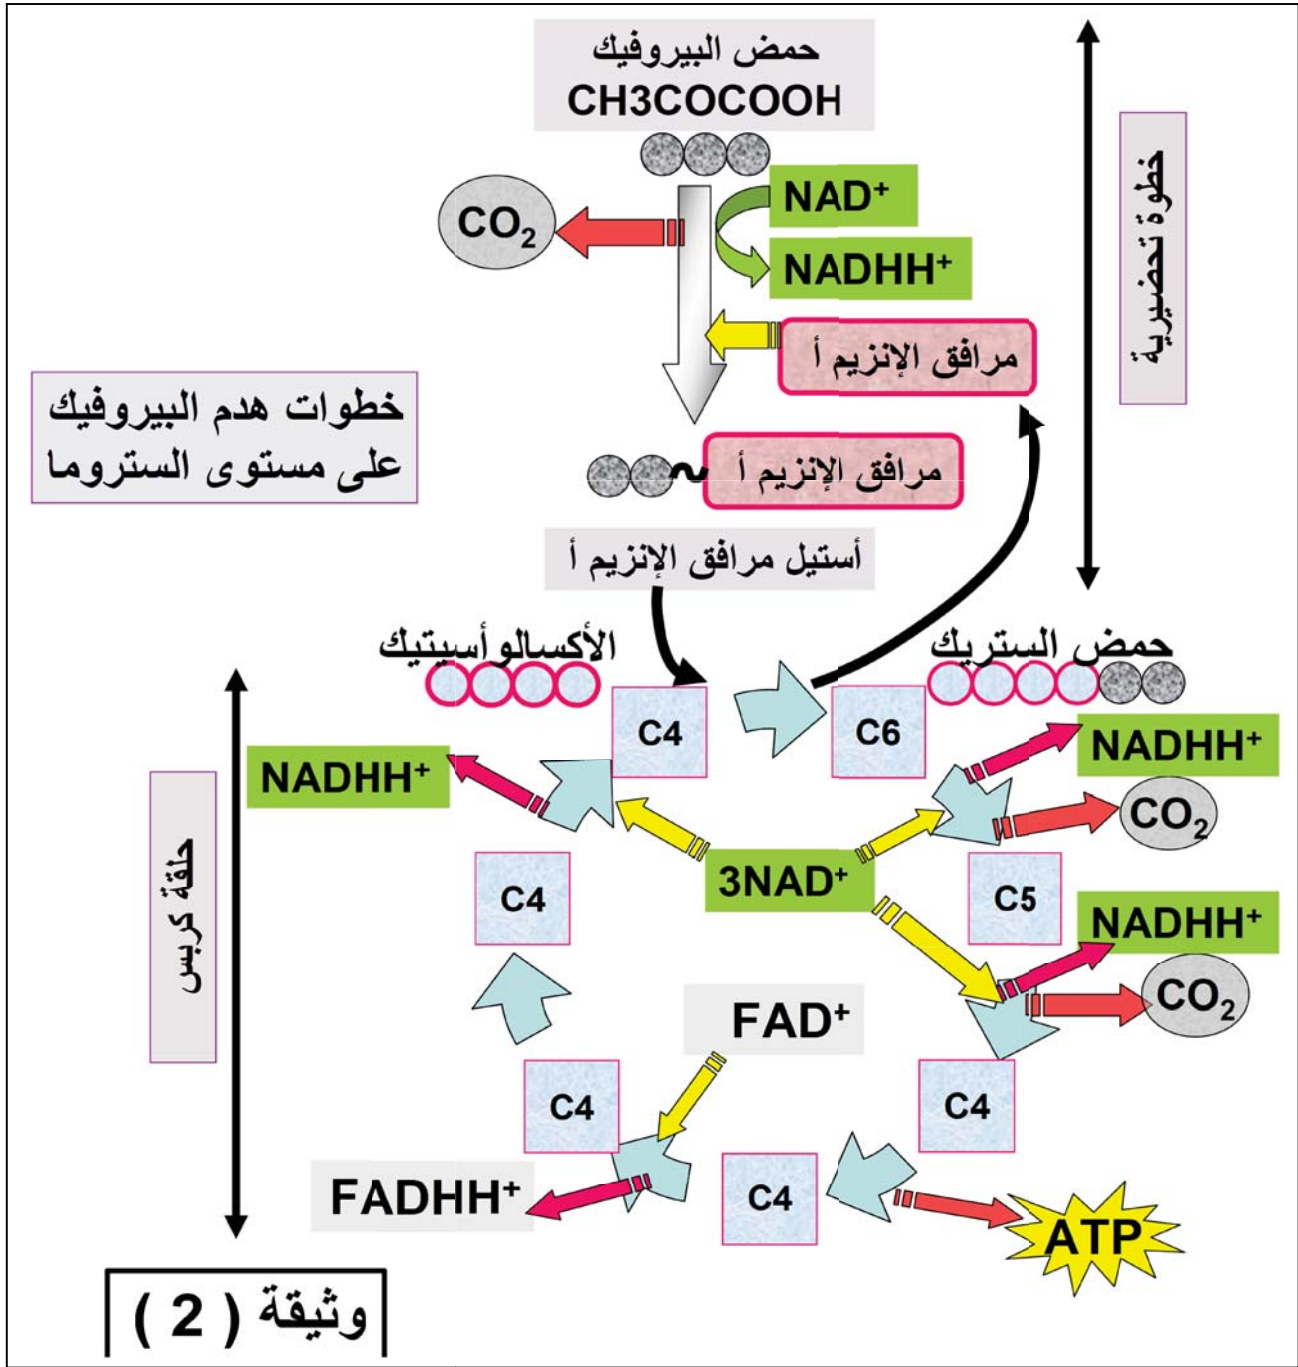 حمض البيروفيك
CH3COCOOH
NAD⁺
CO₂
NADHH⁺
خطوة تحضيرية
مرافق الإنزيم أ
خطوات هدم البيروفيك
على مستوى الستروما
مرافق الإنزيم أ
أستيل مرافق الإنزيم أ
الأكسالوأسيتيك
حمض الستريك
C4
C6
NADHH⁺
NADHH⁺
CO₂
3NAD⁺
C4
C5
NADHH⁺
حلقة كربس
CO₂
FAD⁺
C4
C4
C4
FADHH⁺
ATP
وثيقة ( 2 )